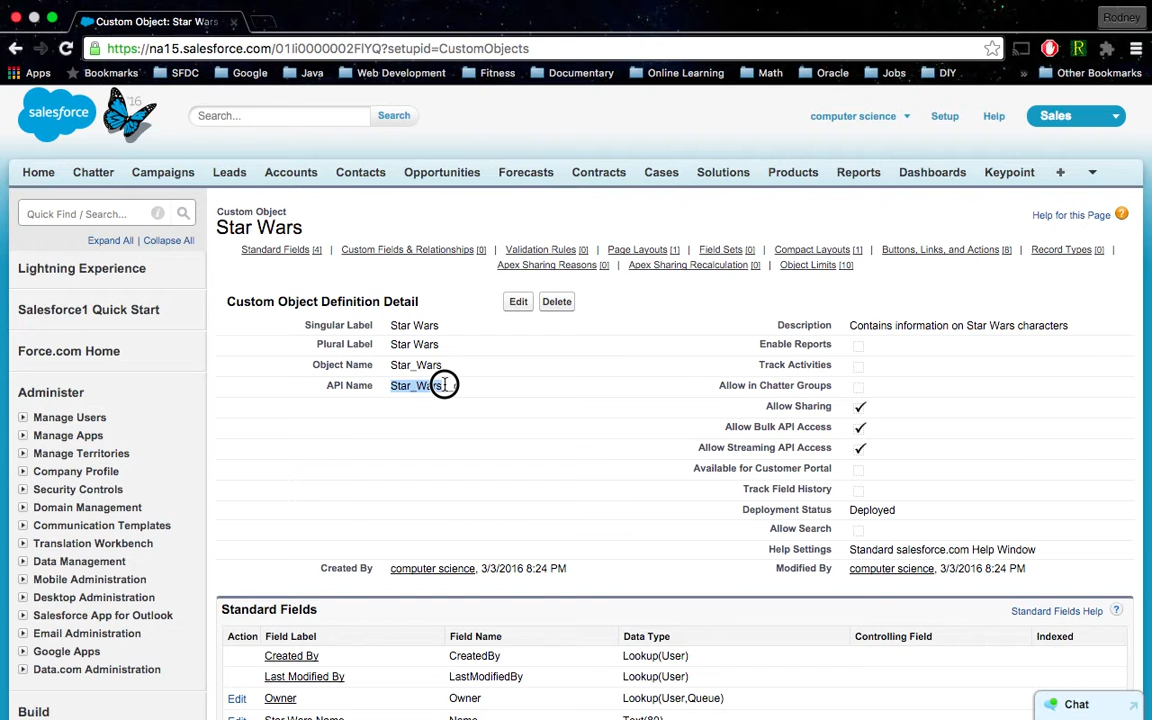 Custom Object: Star Wars
Rodney
https://na15.salesforce.com/01Ii0000002FlYQ?setupid=CustomObjects
Apps Bookmarks SFDC Google Java Web Development Fitness Documentary Online Learning Math Oracle Jobs DIY » Other Bookmarks
salesforce '16 Search... Search computer science Setup Help Sales
Home Chatter Campaigns Leads Accounts Contacts Opportunities Forecasts Contracts Cases Solutions Products Reports Dashboards Keypoint +
Quick Find / Search...
Expand All | Collapse All
Lightning Experience
Salesforce1 Quick Start
Force.com Home
Administer
Manage Users
Manage Apps
Manage Territories
Company Profile
Security Controls
Domain Management
Communication Templates
Translation Workbench
Data Management
Mobile Administration
Desktop Administration
Salesforce App for Outlook
Email Administration
Google Apps
Data.com Administration
Build
Custom Object
Star Wars
Help for this Page ?
Standard Fields [4] | Custom Fields & Relationships [0] | Validation Rules [0] | Page Layouts [1] | Field Sets [0] | Compact Layouts [1] | Buttons, Links, and Actions [8] | Record Types [0] |
Apex Sharing Reasons [0] | Apex Sharing Recalculation [0] | Object Limits [10]
Custom Object Definition Detail Edit Delete
Singular Label Star Wars Description Contains information on Star Wars characters
Plural Label Star Wars Enable Reports
Object Name Star_Wars Track Activities
API Name Star_Wars Allow in Chatter Groups
Allow Sharing
Allow Bulk API Access
Allow Streaming API Access
Available for Customer Portal
Track Field History
Deployment Status Deployed
Allow Search
Help Settings Standard salesforce.com Help Window
Created By computer science, 3/3/2016 8:24 PM Modified By computer science, 3/3/2016 8:24 PM
Standard Fields Standard Fields Help ?
Action Field Label Field Name Data Type Controlling Field Indexed
Created By CreatedBy Lookup(User)
Last Modified By LastModifiedBy Lookup(User)
Edit Owner Owner Lookup(User,Queue)
Edit Star Wars Name Name Text(80)
Chat